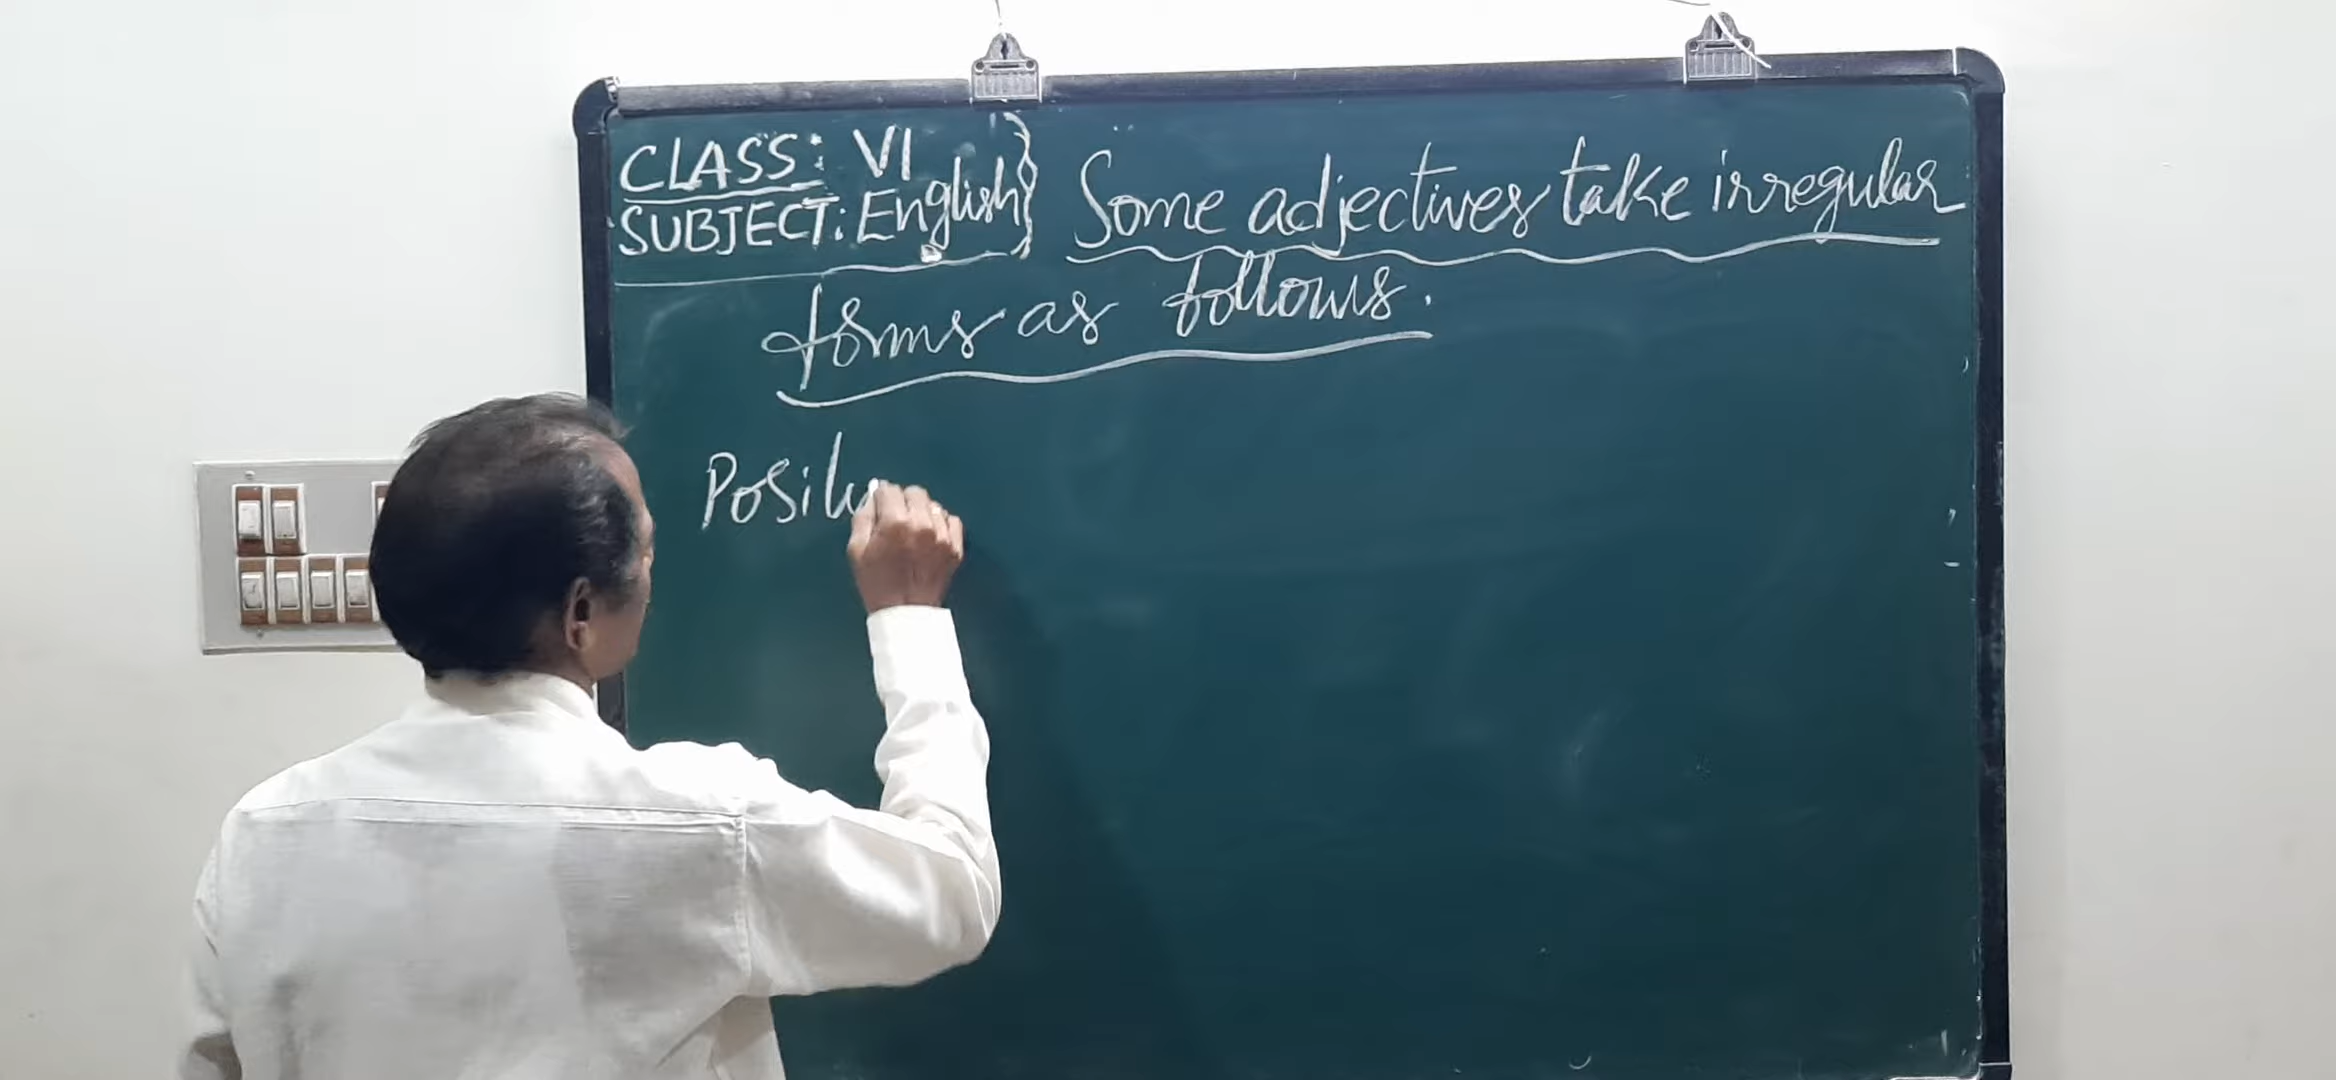 CLASS: VI
SUBJECT: English
Some adjectives take irregular
forms as follows.
Positi